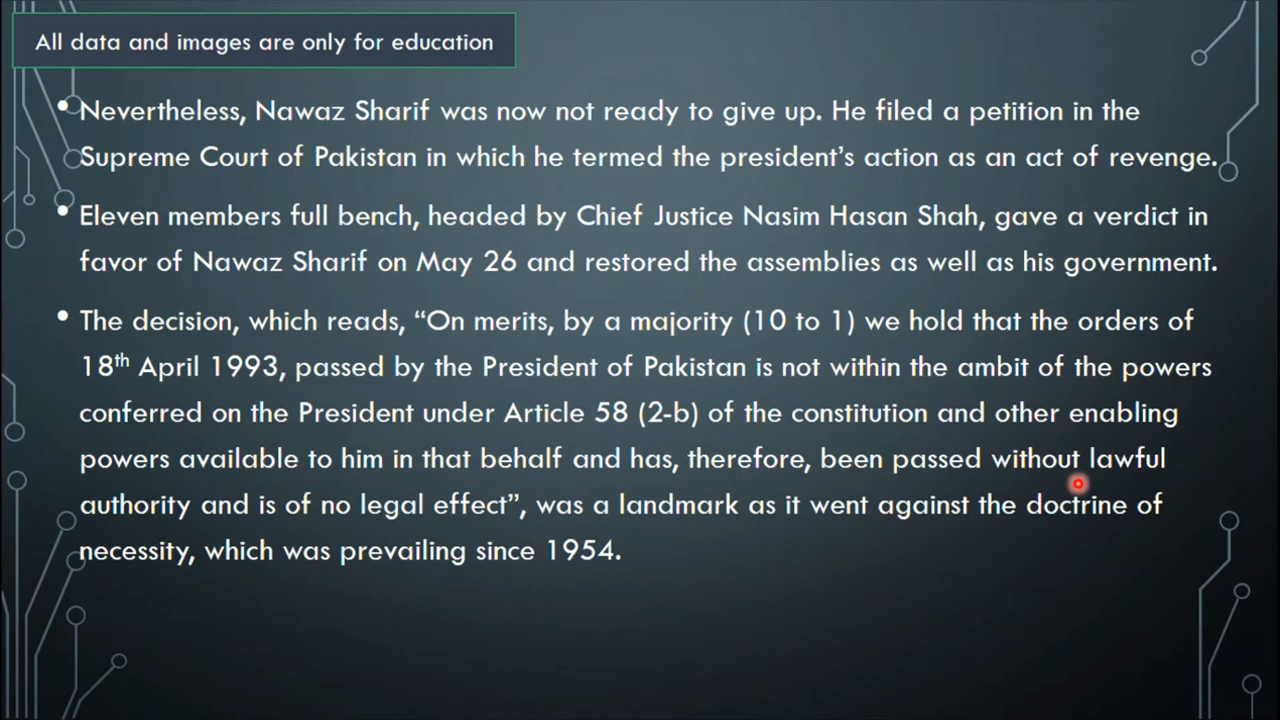 All data and images are only for education
• Nevertheless, Nawaz Sharif was now not ready to give up. He filed a petition in the
Supreme Court of Pakistan in which he termed the president's action as an act of revenge.
• Eleven members full bench, headed by Chief Justice Nasim Hasan Shah, gave a verdict in
favor of Nawaz Sharif on May 26 and restored the assemblies as well as his government.
• The decision, which reads, “On merits, by a majority (10 to 1) we hold that the orders of
18th April 1993, passed by the President of Pakistan is not within the ambit of the powers
conferred on the President under Article 58 (2-b) of the constitution and other enabling
powers available to him in that behalf and has, therefore, been passed without lawful
authority and is of no legal effect”, was a landmark as it went against the doctrine of
necessity, which was prevailing since 1954.